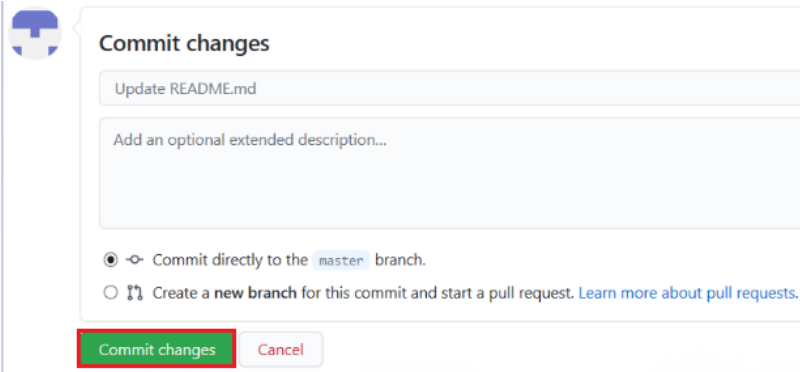 Commit changes
Update README.md
Add an optional extended description...
Commit directly to the master branch.
Create a new branch for this commit and start a pull request. Learn more about pull requests.
Commit changes Cancel